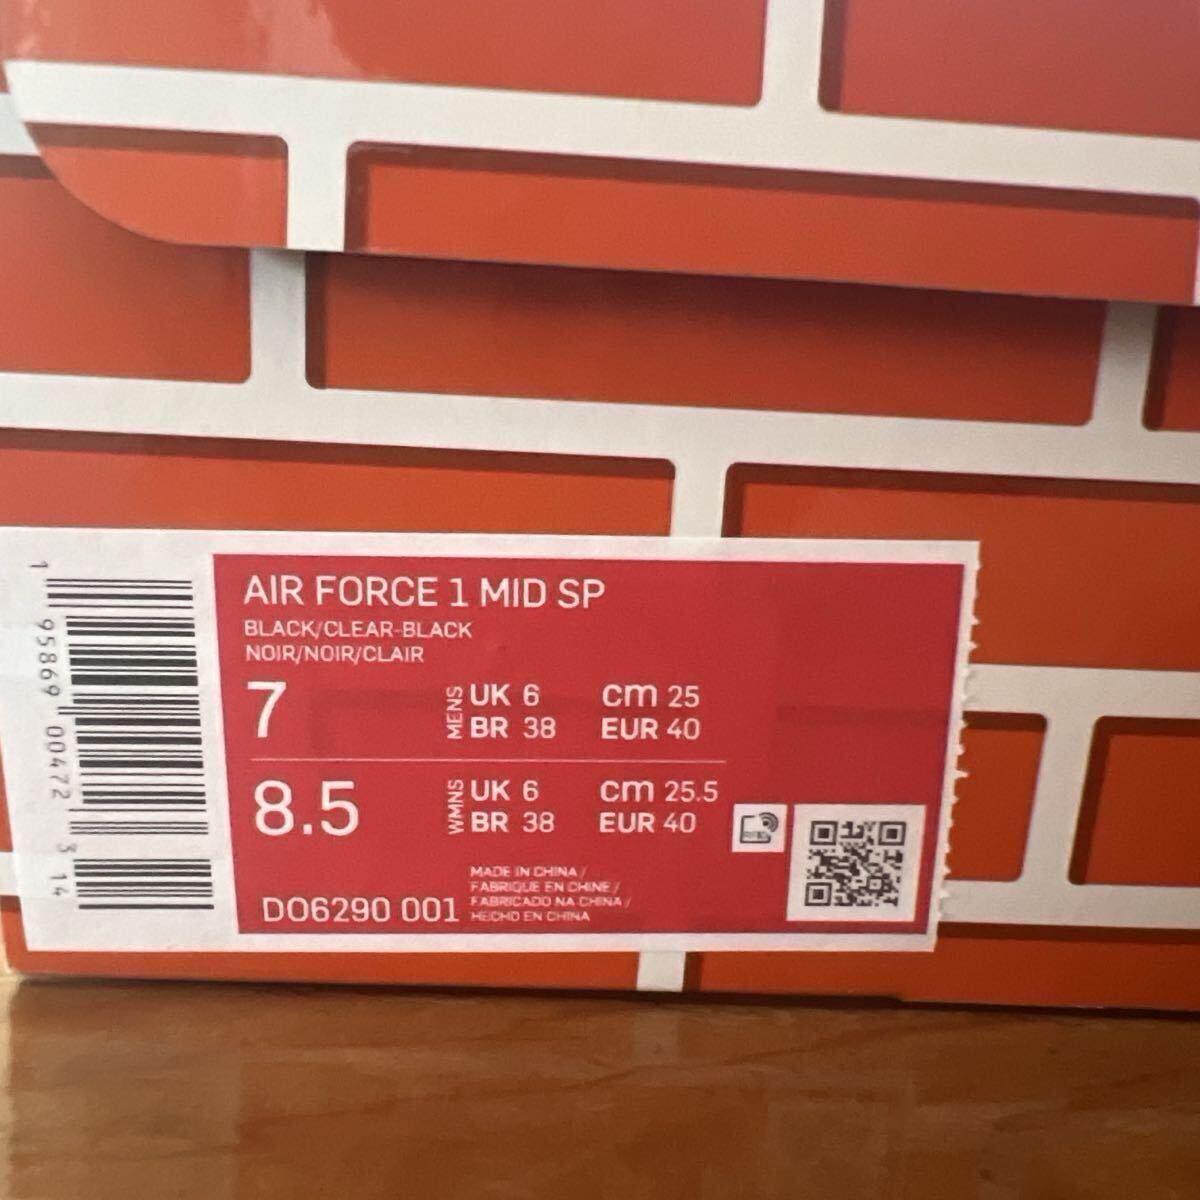 AIR FORCE 1 MID SP
BLACK/CLEAR-BLACK
NOIR/NOIR/CLAIR
7 MENS UK 6 cm 25
BR 38 EUR 40
8.5 WMNS UK 6 cm 25.5
BR 38 EUR 40
MADE IN CHINA /
FABRIQUE EN CHINE /
FABRICADO NA CHINA /
HECHO EN CHINA
DO6290 001
RFID
1 95869 00472 3 14